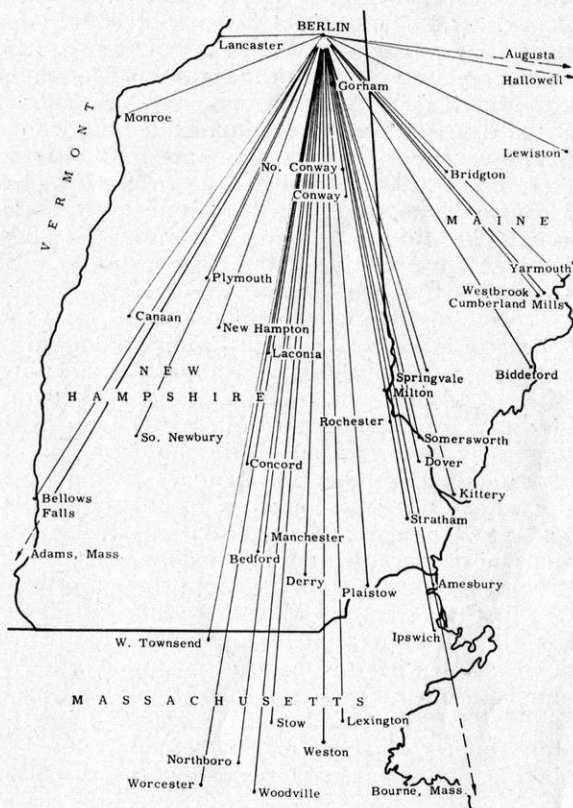 BERLIN
Lancaster
Augusta
Hallowell
Gorham
Monroe
VERMONT
Lewiston
No. Conway
Bridgton
Conway
MAINE
Yarmouth
Plymouth
Westbrook
Cumberland Mills
Canaan
New Hampton
Laconia
NEW
HAMPSHIRE
Springvale
Biddeford
Milton
Rochester
So. Newbury
Somersworth
Concord
Dover
Bellows
Falls
Kittery
Stratham
Manchester
Adams, Mass.
Bedford
Derry
Plaistow
Amesbury
W. Townsend
Ipswich
MASSACHUSETTS
Stow
Lexington
Weston
Northboro
Worcester
Woodville
Bourne, Mass.